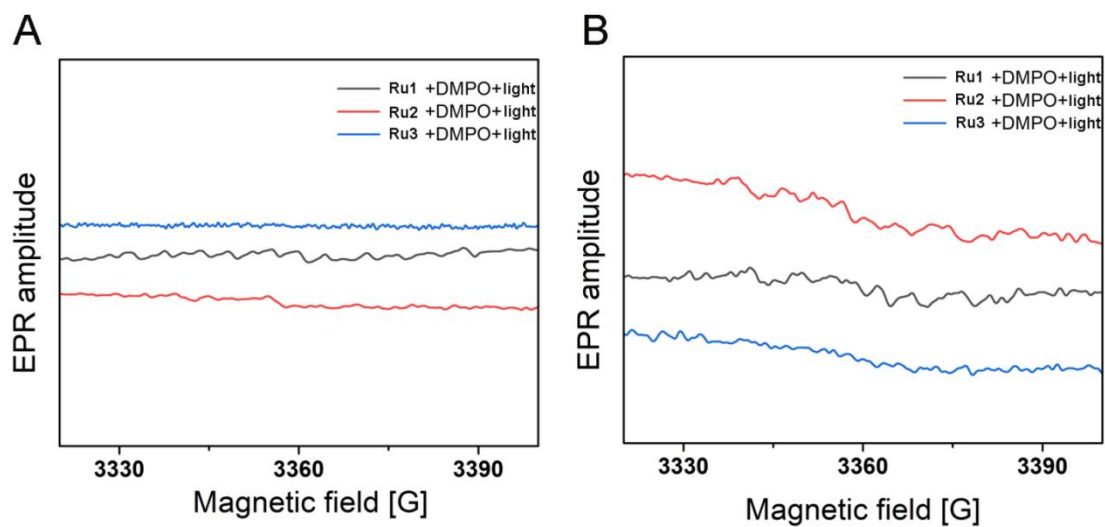 A
Ru1 +DMPO+light
Ru2 +DMPO+light
Ru3 +DMPO+light
EPR amplitude
3330
3360
3390
Magnetic field [G]
B
Ru1 +DMPO+light
Ru2 +DMPO+light
Ru3 +DMPO+light
EPR amplitude
3330
3360
3390
Magnetic field [G]